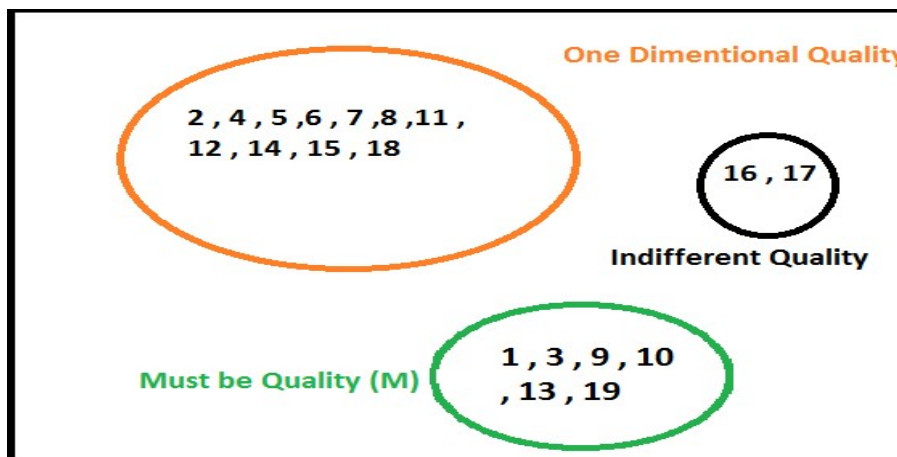 One Dimentional Quality
2 , 4 , 5 ,6 , 7 ,8 ,11 ,
12 , 14 , 15 , 18
16 , 17
Indifferent Quality
1 , 3 , 9 , 10
, 13 , 19
Must be Quality (M)